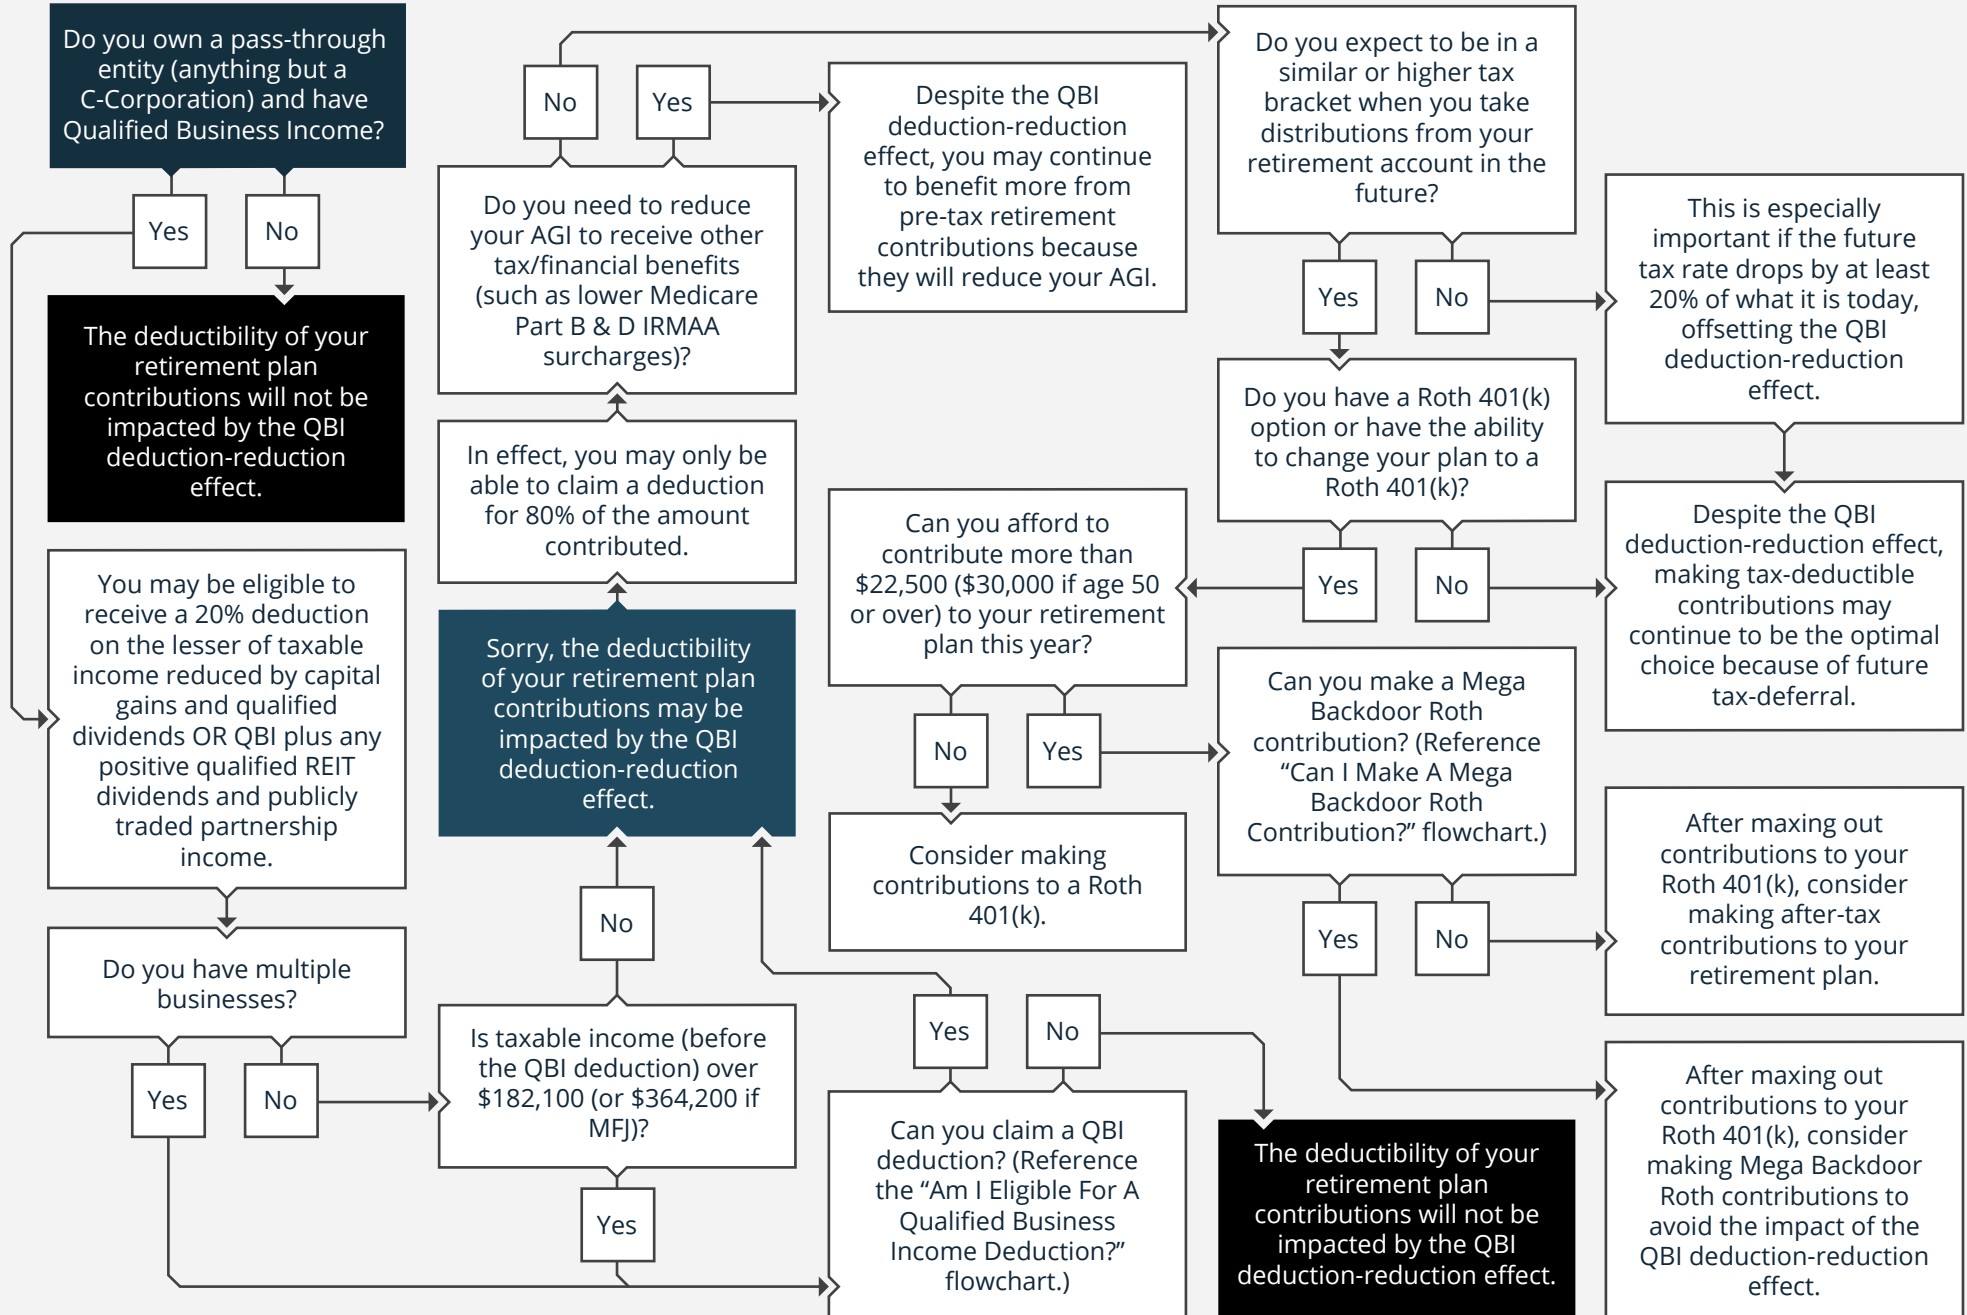 Do you own a pass-through
entity (anything but a
C-Corporation) and have
Qualified Business Income?
Yes
No
The deductibility of your
retirement plan
contributions will not be
impacted by the QBI
deduction-reduction
effect.
You may be eligible to
receive a 20% deduction
on the lesser of taxable
income reduced by capital
gains and qualified
dividends OR QBI plus any
positive qualified REIT
dividends and publicly
traded partnership
income.
Do you have multiple
businesses?
Yes
No
Is taxable income (before
the QBI deduction) over
$182,100 (or $364,200 if
MFJ)?
No
Yes
Sorry, the deductibility
of your retirement plan
contributions may be
impacted by the QBI
deduction-reduction
effect.
In effect, you may only be
able to claim a deduction
for 80% of the amount
contributed.
Do you need to reduce
your AGI to receive other
tax/financial benefits
(such as lower Medicare
Part B & D IRMAA
surcharges)?
No
Yes
Despite the QBI
deduction-reduction
effect, you may continue
to benefit more from
pre-tax retirement
contributions because
they will reduce your AGI.
Can you afford to
contribute more than
$22,500 ($30,000 if age 50
or over) to your retirement
plan this year?
No
Yes
Consider making
contributions to a Roth
401(k).
Yes
No
Can you claim a QBI
deduction? (Reference
the “Am I Eligible For A
Qualified Business
Income Deduction?”
flowchart.)
Do you expect to be in a
similar or higher tax
bracket when you take
distributions from your
retirement account in the
future?
Yes
No
Do you have a Roth 401(k)
option or have the ability
to change your plan to a
Roth 401(k)?
Yes
No
Can you make a Mega
Backdoor Roth
contribution? (Reference
“Can I Make A Mega
Backdoor Roth
Contribution?” flowchart.)
Yes
No
The deductibility of your
retirement plan
contributions will not be
impacted by the QBI
deduction-reduction effect.
This is especially
important if the future
tax rate drops by at least
20% of what it is today,
offsetting the QBI
deduction-reduction
effect.
Despite the QBI
deduction-reduction effect,
making tax-deductible
contributions may
continue to be the optimal
choice because of future
tax-deferral.
After maxing out
contributions to your
Roth 401(k), consider
making after-tax
contributions to your
retirement plan.
After maxing out
contributions to your
Roth 401(k), consider
making Mega Backdoor
Roth contributions to
avoid the impact of the
QBI deduction-reduction
effect.